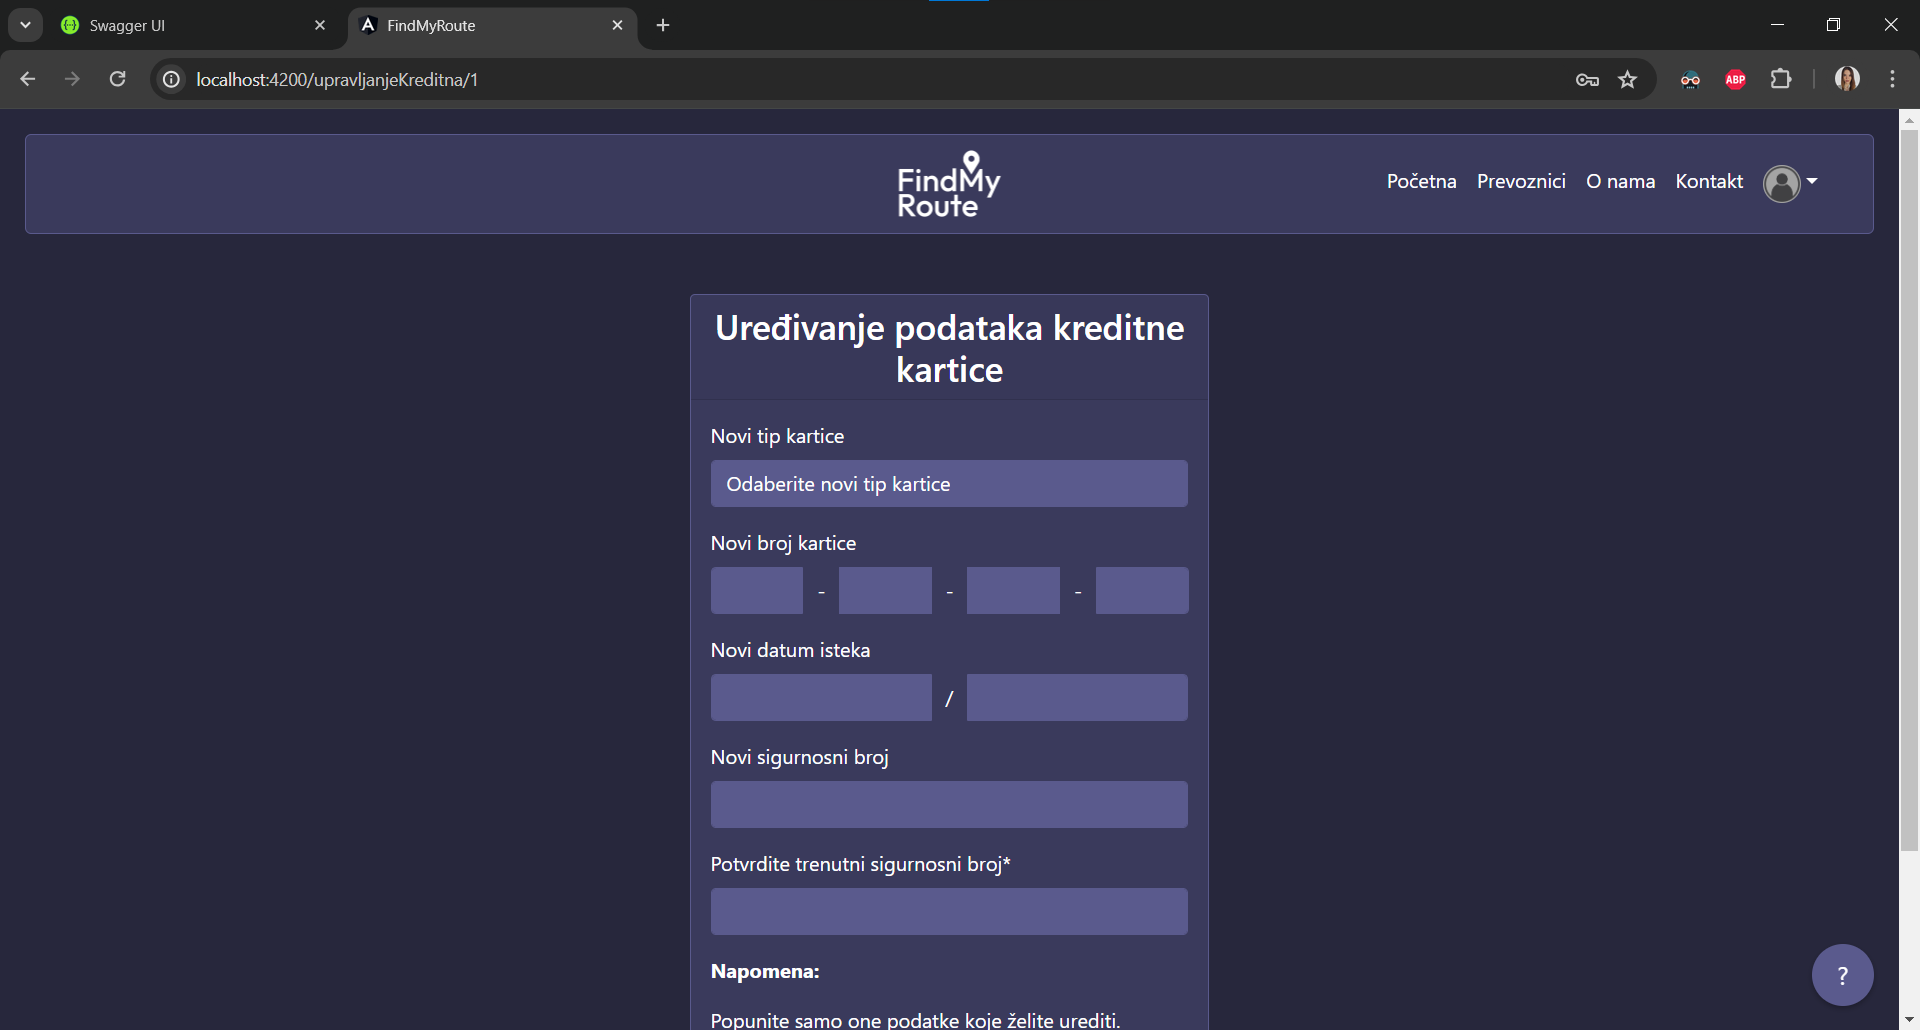 Swagger UI
FindMyRoute
localhost:4200/upravljanjeKreditna/1
ABP
FindMy
Route
Početna Prevoznici O nama Kontakt
Uređivanje podataka kreditne
kartice
Novi tip kartice
Odaberite novi tip kartice
Novi broj kartice
- - -
Novi datum isteka
/
Novi sigurnosni broj
Potvrdite trenutni sigurnosni broj*
Napomena:
?
Popunite samo one podatke koje želite urediti.